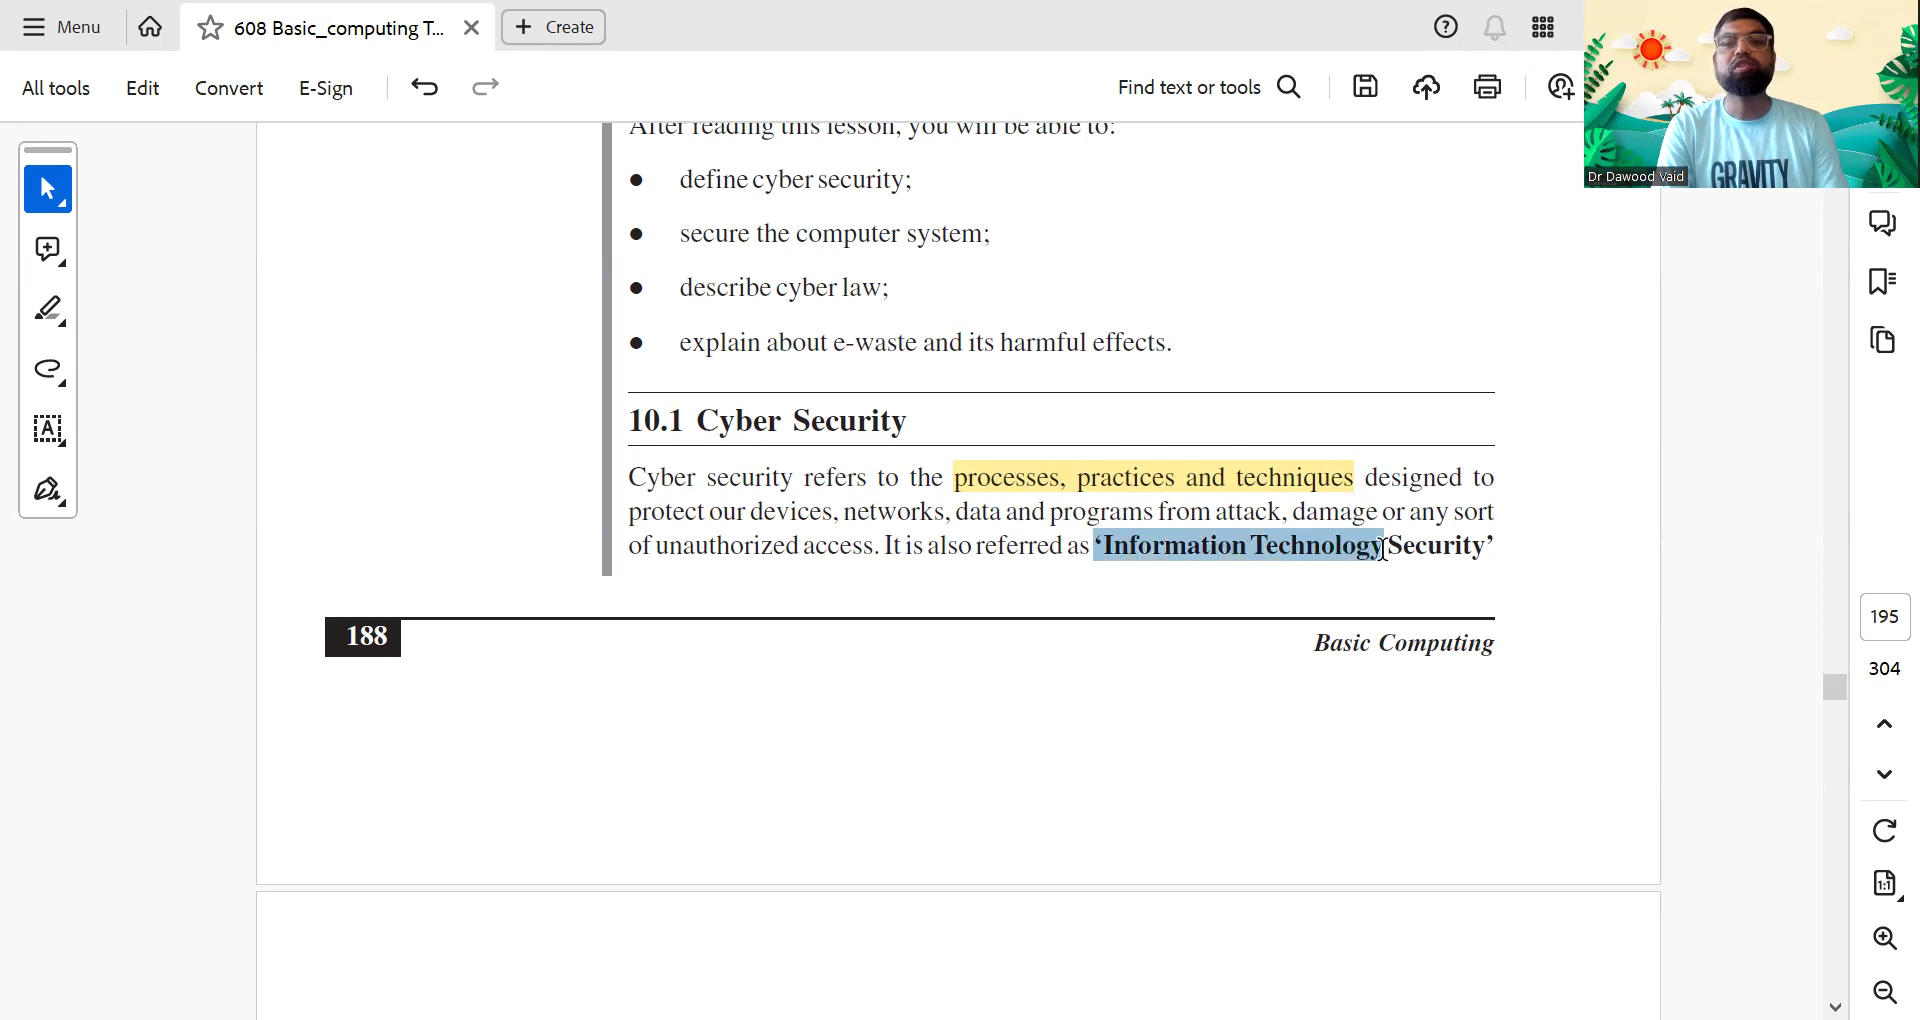 Menu
608 Basic_computing T...
Create
All tools
Edit
Convert
E-Sign
Find text or tools
Dr Dawood Vaid
GRAVITY
After reading this lesson, you will be able to:
● define cyber security;
● secure the computer system;
● describe cyber law;
● explain about e-waste and its harmful effects.
10.1 Cyber Security
Cyber security refers to the processes, practices and techniques designed to
protect our devices, networks, data and programs from attack, damage or any sort
of unauthorized access. It is also referred as ‘Information Technology Security’
188
Basic Computing
195
304
1:1